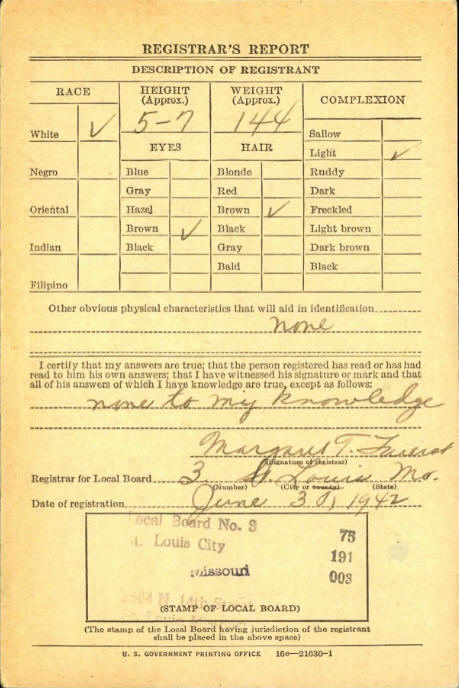 REGISTRAR'S REPORT
DESCRIPTION OF REGISTRANT
RACE
HEIGHT (Approx.)
WEIGHT (Approx.)
COMPLEXION
5-7
144
White ✓
Sallow
EYES
HAIR
Light ✓
Negro
Blue
Blonde
Ruddy
Gray
Red
Dark
Oriental
Hazel
Brown ✓
Freckled
Brown ✓
Black
Light brown
Indian
Black
Gray
Dark brown
Bald
Black
Filipino
Other obvious physical characteristics that will aid in identification
none
I certify that my answers are true; that the person registered has read or has had
read to him his own answers; that I have witnessed his signature or mark and that
all of his answers of which I have knowledge are true, except as follows:
none to my knowledge
Margaret T.
(Signature of registrar)
Registrar for Local Board 3. St. Louis Mo.
(Number) (City or county) (State)
Date of registration June 30, 1942
Local Board No. 3 75
St. Louis City 191
Missouri 003
2504 N. 14th
(STAMP OF LOCAL BOARD)
(The stamp of the Local Board having jurisdiction of the registrant
shall be placed in the above space)
U. S. GOVERNMENT PRINTING OFFICE 16c—21630-1